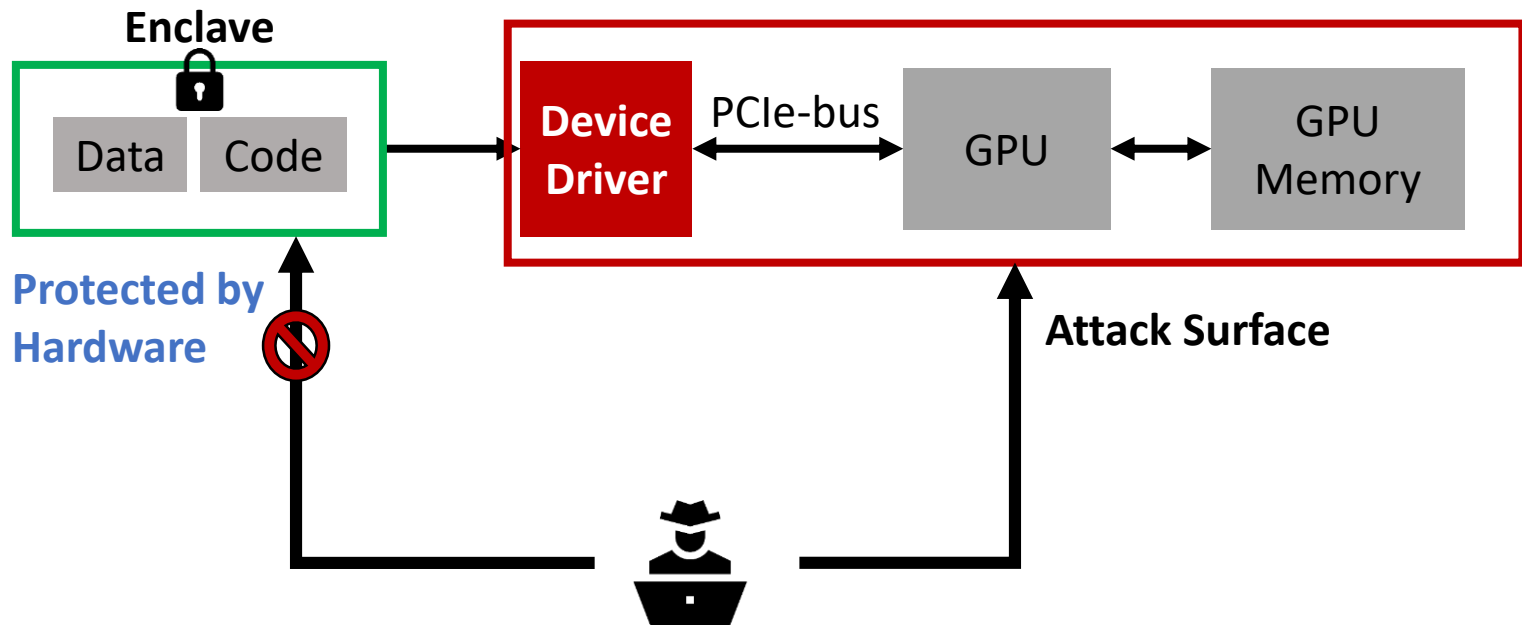 Enclave
Data
Code
Device
Driver
PCIe-bus
GPU
GPU
Memory
Protected by
Hardware
Attack Surface